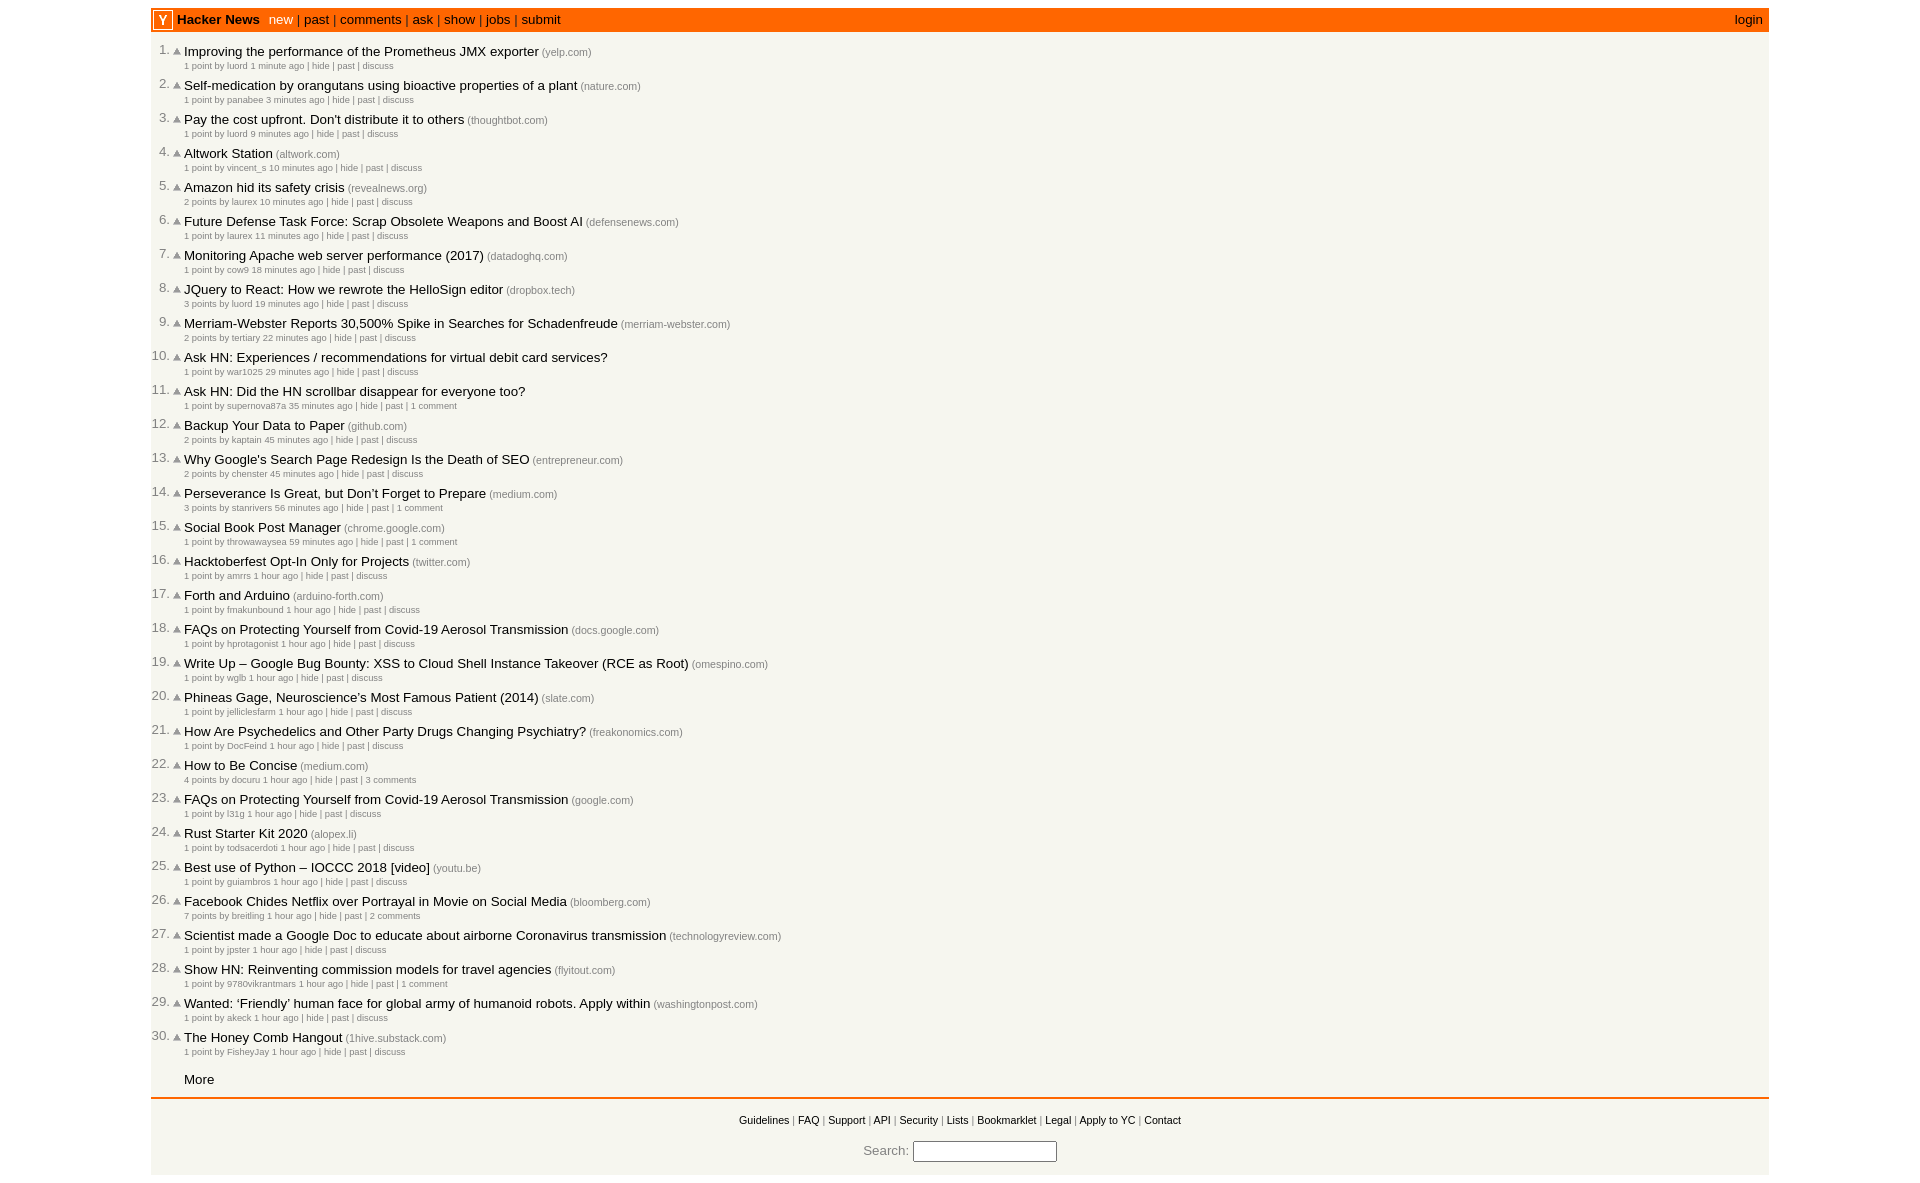 Y Hacker News new | past | comments | ask | show | jobs | submit login
1. Improving the performance of the Prometheus JMX exporter (yelp.com)
1 point by luord 1 minute ago | hide | past | discuss
2. Self-medication by orangutans using bioactive properties of a plant (nature.com)
1 point by panabee 3 minutes ago | hide | past | discuss
3. Pay the cost upfront. Don't distribute it to others (thoughtbot.com)
1 point by luord 9 minutes ago | hide | past | discuss
4. Altwork Station (altwork.com)
1 point by vincent_s 10 minutes ago | hide | past | discuss
5. Amazon hid its safety crisis (revealnews.org)
2 points by laurex 10 minutes ago | hide | past | discuss
6. Future Defense Task Force: Scrap Obsolete Weapons and Boost AI (defensenews.com)
1 point by laurex 11 minutes ago | hide | past | discuss
7. Monitoring Apache web server performance (2017) (datadoghq.com)
1 point by cow9 18 minutes ago | hide | past | discuss
8. JQuery to React: How we rewrote the HelloSign editor (dropbox.tech)
3 points by luord 19 minutes ago | hide | past | discuss
9. Merriam-Webster Reports 30,500% Spike in Searches for Schadenfreude (merriam-webster.com)
2 points by tertiary 22 minutes ago | hide | past | discuss
10. Ask HN: Experiences / recommendations for virtual debit card services?
1 point by war1025 29 minutes ago | hide | past | discuss
11. Ask HN: Did the HN scrollbar disappear for everyone too?
1 point by supernova87a 35 minutes ago | hide | past | 1 comment
12. Backup Your Data to Paper (github.com)
2 points by kaptain 45 minutes ago | hide | past | discuss
13. Why Google's Search Page Redesign Is the Death of SEO (entrepreneur.com)
2 points by chenster 45 minutes ago | hide | past | discuss
14. Perseverance Is Great, but Don’t Forget to Prepare (medium.com)
3 points by stanrivers 56 minutes ago | hide | past | 1 comment
15. Social Book Post Manager (chrome.google.com)
1 point by throwawaysea 59 minutes ago | hide | past | 1 comment
16. Hacktoberfest Opt-In Only for Projects (twitter.com)
1 point by amrrs 1 hour ago | hide | past | discuss
17. Forth and Arduino (arduino-forth.com)
1 point by fmakunbound 1 hour ago | hide | past | discuss
18. FAQs on Protecting Yourself from Covid-19 Aerosol Transmission (docs.google.com)
1 point by hprotagonist 1 hour ago | hide | past | discuss
19. Write Up – Google Bug Bounty: XSS to Cloud Shell Instance Takeover (RCE as Root) (omespino.com)
1 point by wglb 1 hour ago | hide | past | discuss
20. Phineas Gage, Neuroscience’s Most Famous Patient (2014) (slate.com)
1 point by jelliclesfarm 1 hour ago | hide | past | discuss
21. How Are Psychedelics and Other Party Drugs Changing Psychiatry? (freakonomics.com)
1 point by DocFeind 1 hour ago | hide | past | discuss
22. How to Be Concise (medium.com)
4 points by docuru 1 hour ago | hide | past | 3 comments
23. FAQs on Protecting Yourself from Covid-19 Aerosol Transmission (google.com)
1 point by l31g 1 hour ago | hide | past | discuss
24. Rust Starter Kit 2020 (alopex.li)
1 point by todsacerdoti 1 hour ago | hide | past | discuss
25. Best use of Python – IOCCC 2018 [video] (youtu.be)
1 point by guiambros 1 hour ago | hide | past | discuss
26. Facebook Chides Netflix over Portrayal in Movie on Social Media (bloomberg.com)
7 points by breitling 1 hour ago | hide | past | 2 comments
27. Scientist made a Google Doc to educate about airborne Coronavirus transmission (technologyreview.com)
1 point by jpster 1 hour ago | hide | past | discuss
28. Show HN: Reinventing commission models for travel agencies (flyitout.com)
1 point by 9780vikrantmars 1 hour ago | hide | past | 1 comment
29. Wanted: ‘Friendly’ human face for global army of humanoid robots. Apply within (washingtonpost.com)
1 point by akeck 1 hour ago | hide | past | discuss
30. The Honey Comb Hangout (1hive.substack.com)
1 point by FisheyJay 1 hour ago | hide | past | discuss
More
Guidelines | FAQ | Support | API | Security | Lists | Bookmarklet | Legal | Apply to YC | Contact
Search: